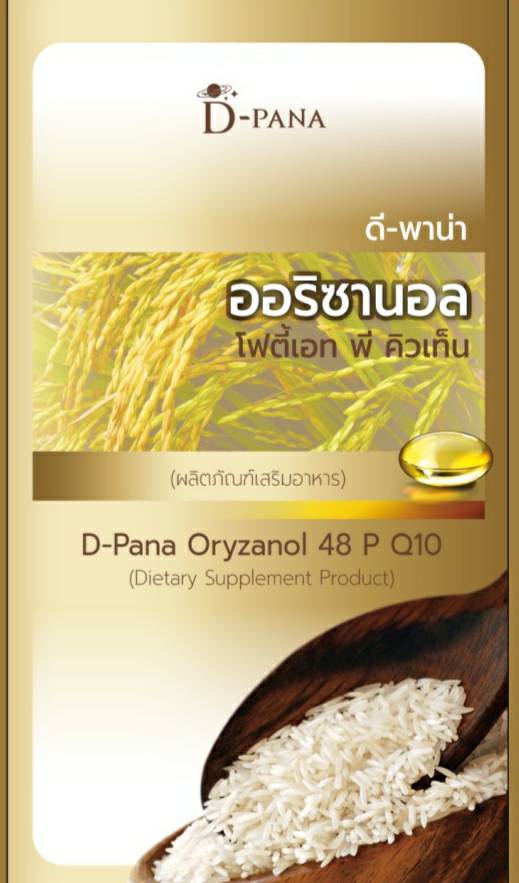 D-PANA
ดี-พาน่า
ออริซานอล
โฟตี้เอท พี คิวเท็น
(ผลิตภัณฑ์เสริมอาหาร)
D-Pana Oryzanol 48 P Q10
(Dietary Supplement Product)